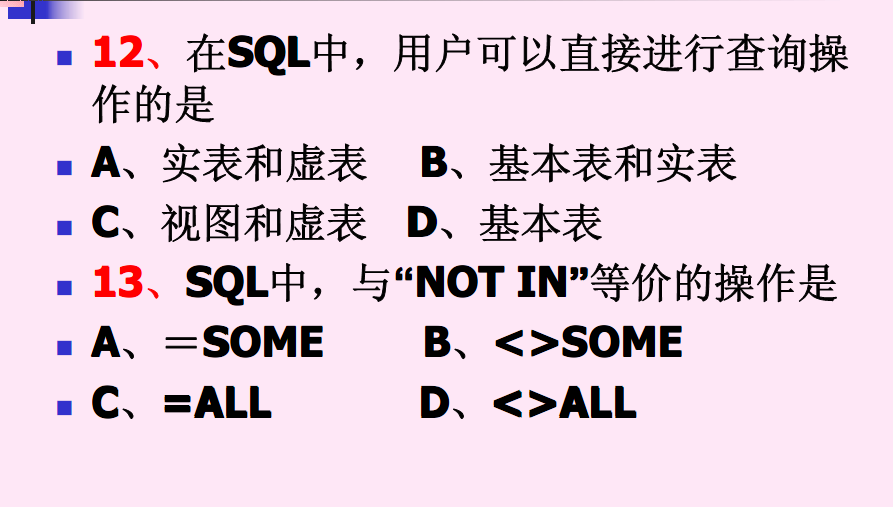 12、在SQL中，用户可以直接进行查询操
作的是
A、实表和虚表 B、基本表和实表
C、视图和虚表 D、基本表
13、SQL中，与“NOT IN”等价的操作是
A、＝SOME B、<>SOME
C、=ALL D、<>ALL